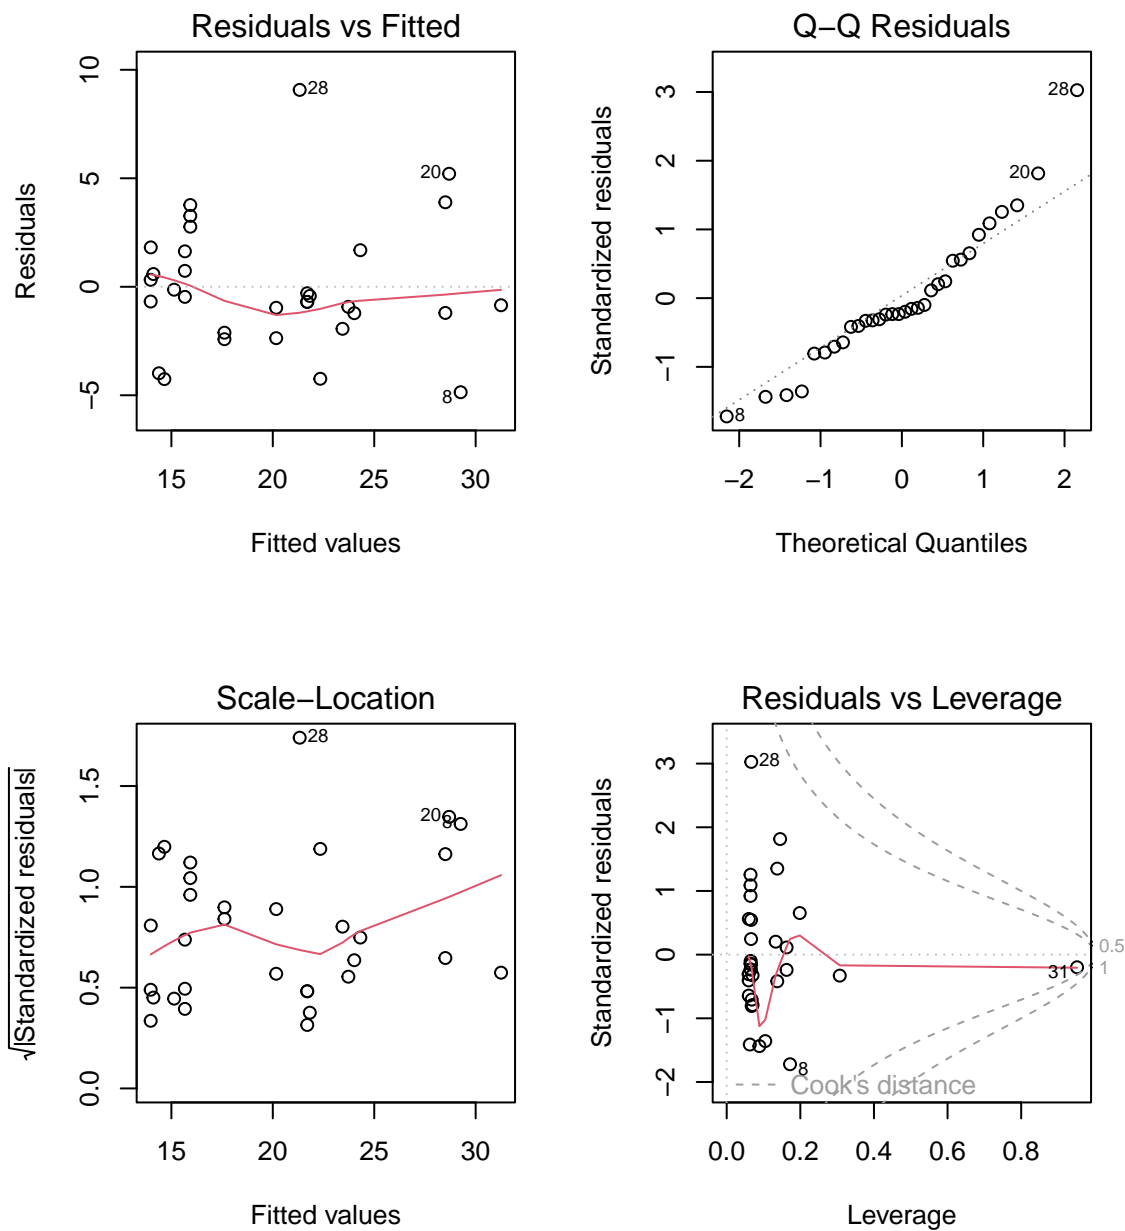 Residuals vs Fitted
Residuals
10
5
0
−5
28
20
8
15 20 25 30
Fitted values
Q−Q Residuals
Standardized residuals
3
2
1
0
−1
28
20
8
−2 −1 0 1 2
Theoretical Quantiles
Scale−Location
√|Standardized residuals|
1.5
1.0
0.5
0.0
28
20
8
15 20 25 30
Fitted values
Residuals vs Leverage
Standardized residuals
3
2
1
0
−1
−2
28
0.5
31
1
8
Cook's distance
0.0 0.2 0.4 0.6 0.8
Leverage